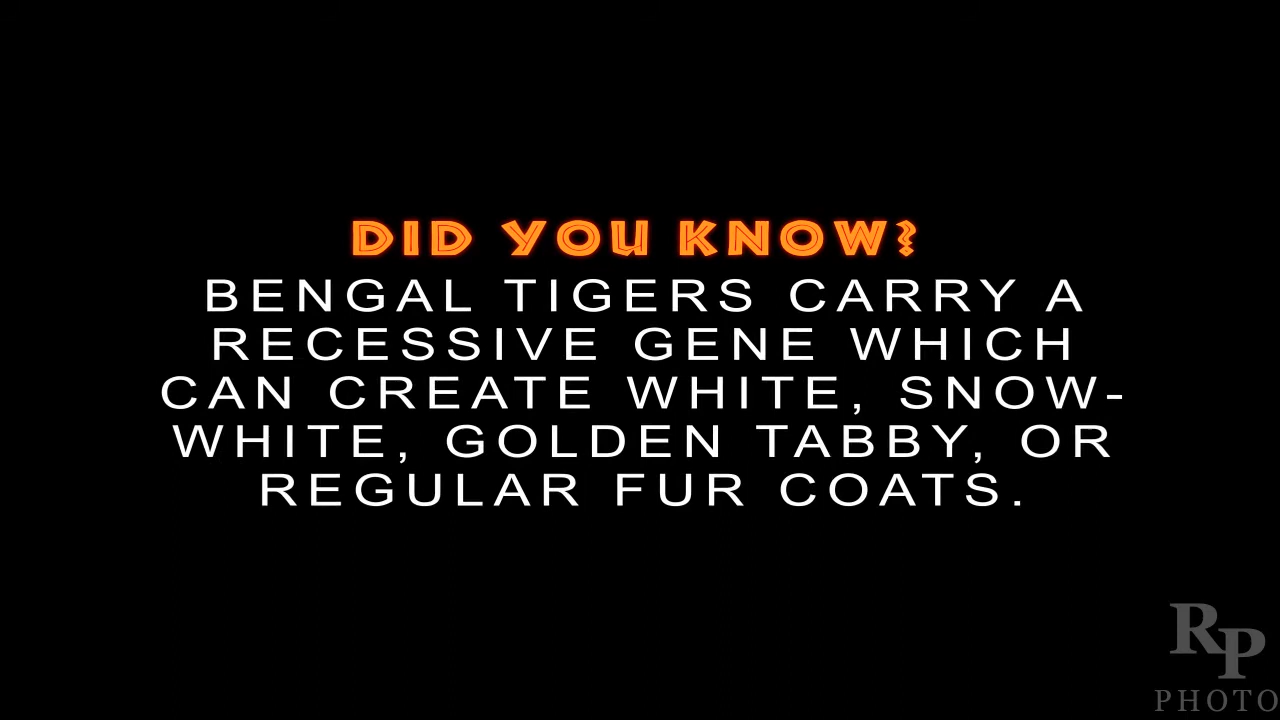 DID YOU KNOW?
BENGAL TIGERS CARRY A
RECESSIVE GENE WHICH
CAN CREATE WHITE, SNOW-
WHITE, GOLDEN TABBY, OR
REGULAR FUR COATS.
RP
PHOTO